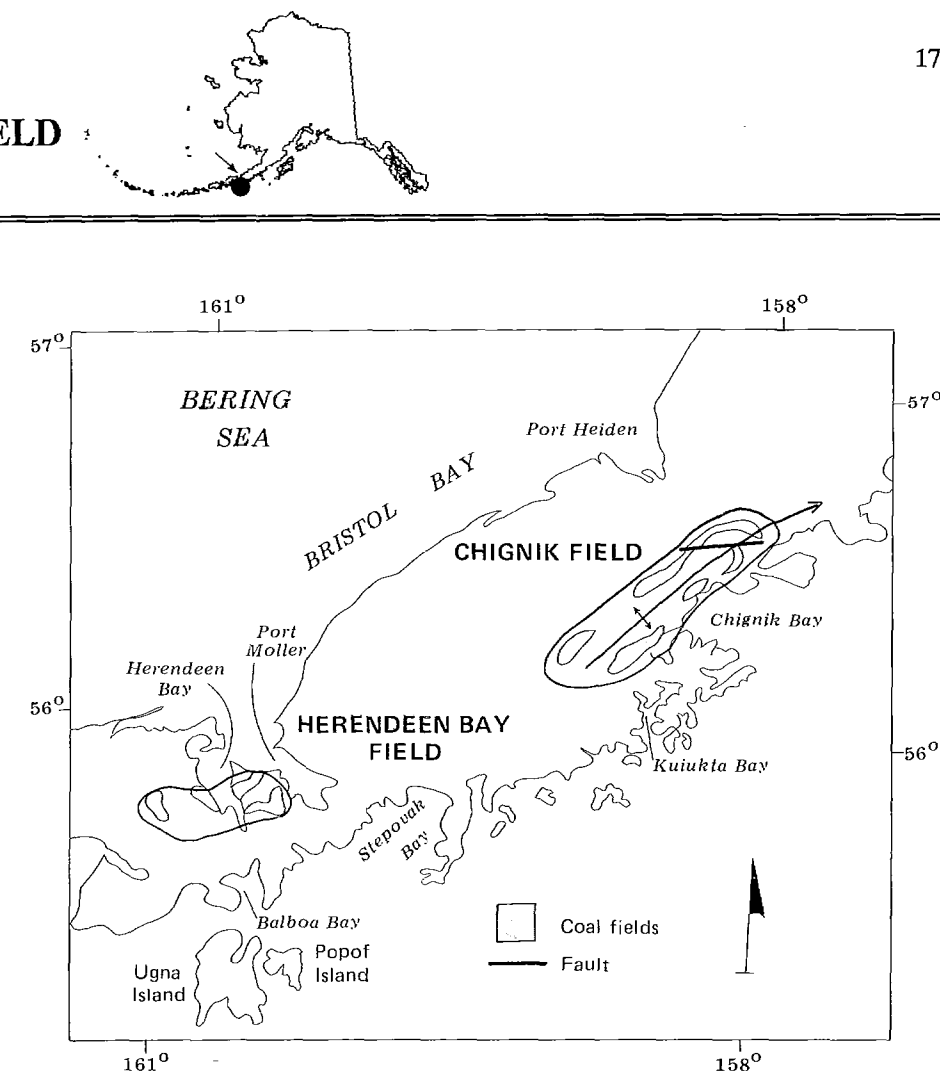 17
ELD
161° 158°
57°
57°
BERING
SEA
Port Heiden
BRISTOL BAY
CHIGNIK FIELD
Chignik Bay
Port
Moller
Herendeen
Bay
56°
HERENDEEN BAY
FIELD
56°
Kuiukta Bay
Stepovak
Bay
Balboa Bay
Coal fields
Popof
Island
Fault
Ugna
Island
161° 158°